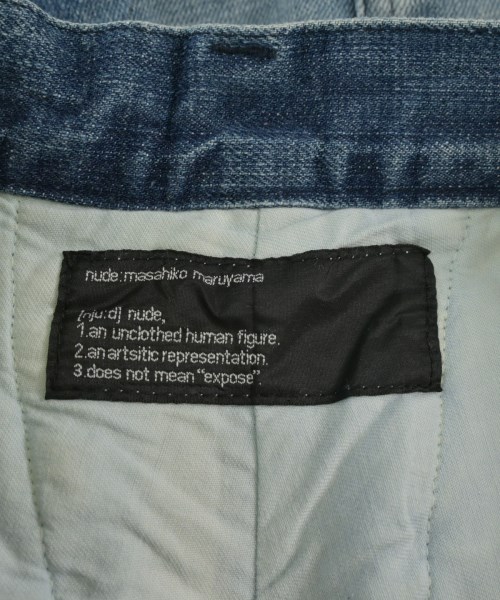 nude:masahiko maruyama
[nju:d] nude,
1.an unclothed human figure.
2.an artsitic representation.
3.does not mean "expose".